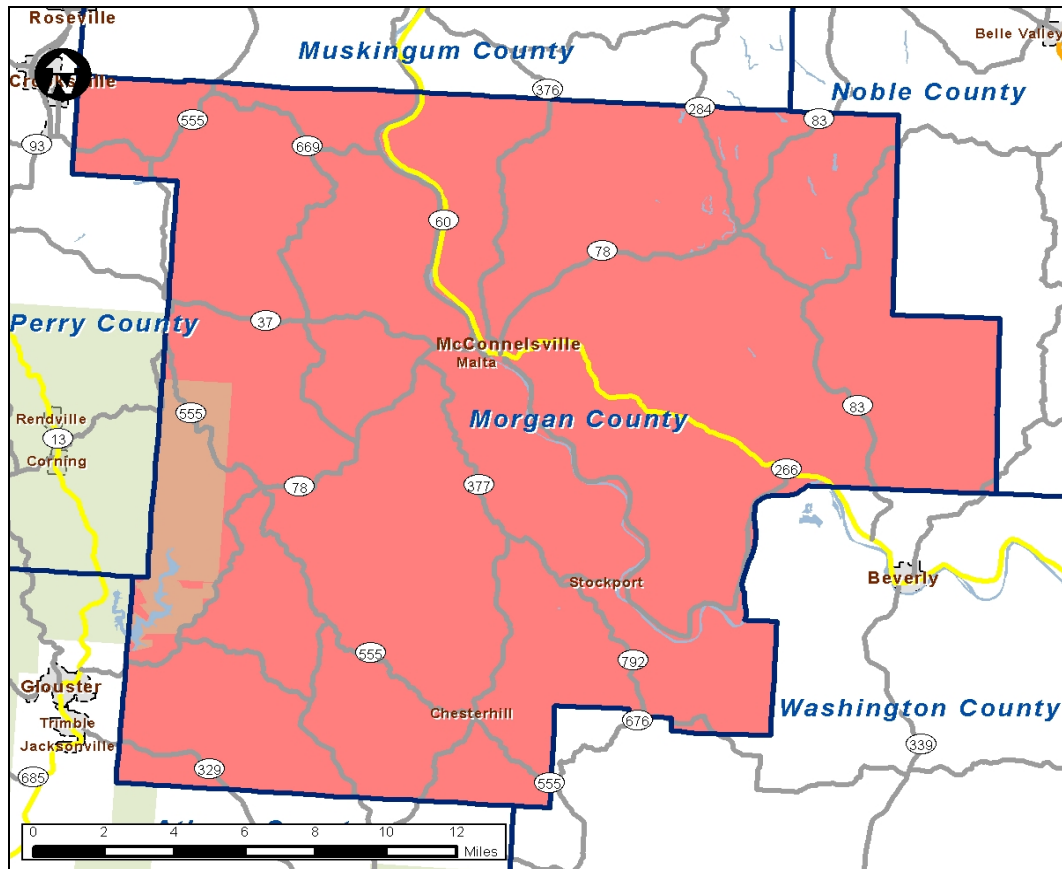 Roseville
Muskingum County
Belle Valley
376
284
Noble County
555
83
93
669
60
78
Perry County
37
McConnelsville
Malta
Rendville
555
83
13
Morgan County
Corning
266
78
377
Stockport
Beverly
555
792
Glouster
Chesterhill
Washington County
Trimble
676
Jacksonville
339
685
329
555
0 2 4 6 8 10 12
Miles